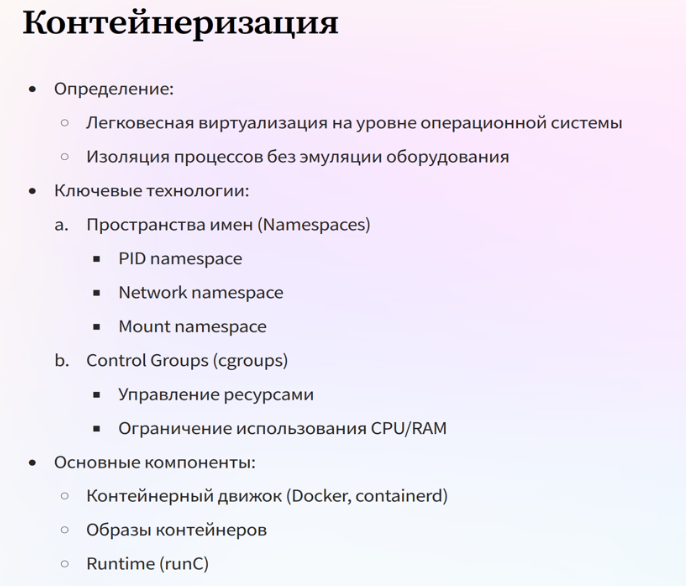 Контейнеризация
• Определение:
○ Легковесная виртуализация на уровне операционной системы
○ Изоляция процессов без эмуляции оборудования
• Ключевые технологии:
a. Пространства имен (Namespaces)
■ PID namespace
■ Network namespace
■ Mount namespace
b. Control Groups (cgroups)
■ Управление ресурсами
■ Ограничение использования CPU/RAM
• Основные компоненты:
○ Контейнерный движок (Docker, containerd)
○ Образы контейнеров
○ Runtime (runC)